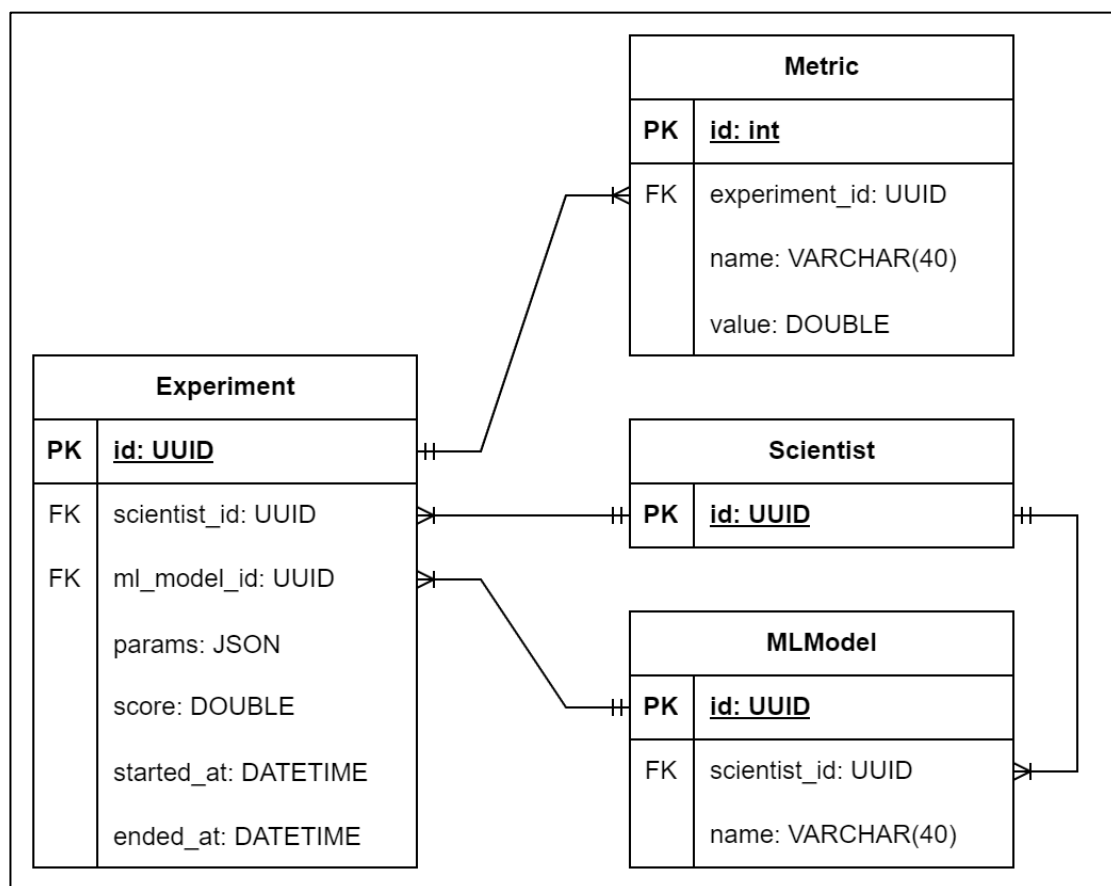 Metric
PK id: int
FK experiment_id: UUID
name: VARCHAR(40)
value: DOUBLE
Experiment
PK id: UUID
FK scientist_id: UUID
FK ml_model_id: UUID
params: JSON
score: DOUBLE
started_at: DATETIME
ended_at: DATETIME
Scientist
PK id: UUID
MLModel
PK id: UUID
FK scientist_id: UUID
name: VARCHAR(40)